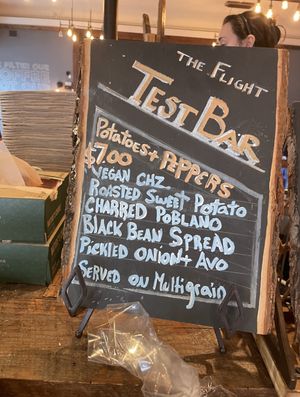 THE FLIGHT
TEST BAR
POTATOES + PEPPERS
$7.00
VEGAN CHZ
ROASTED SWEET POTATO
CHARRED POBLANO
BLACK BEAN SPREAD
PICKLED ONION + AVO
SERVED ON MULTIGRAIN